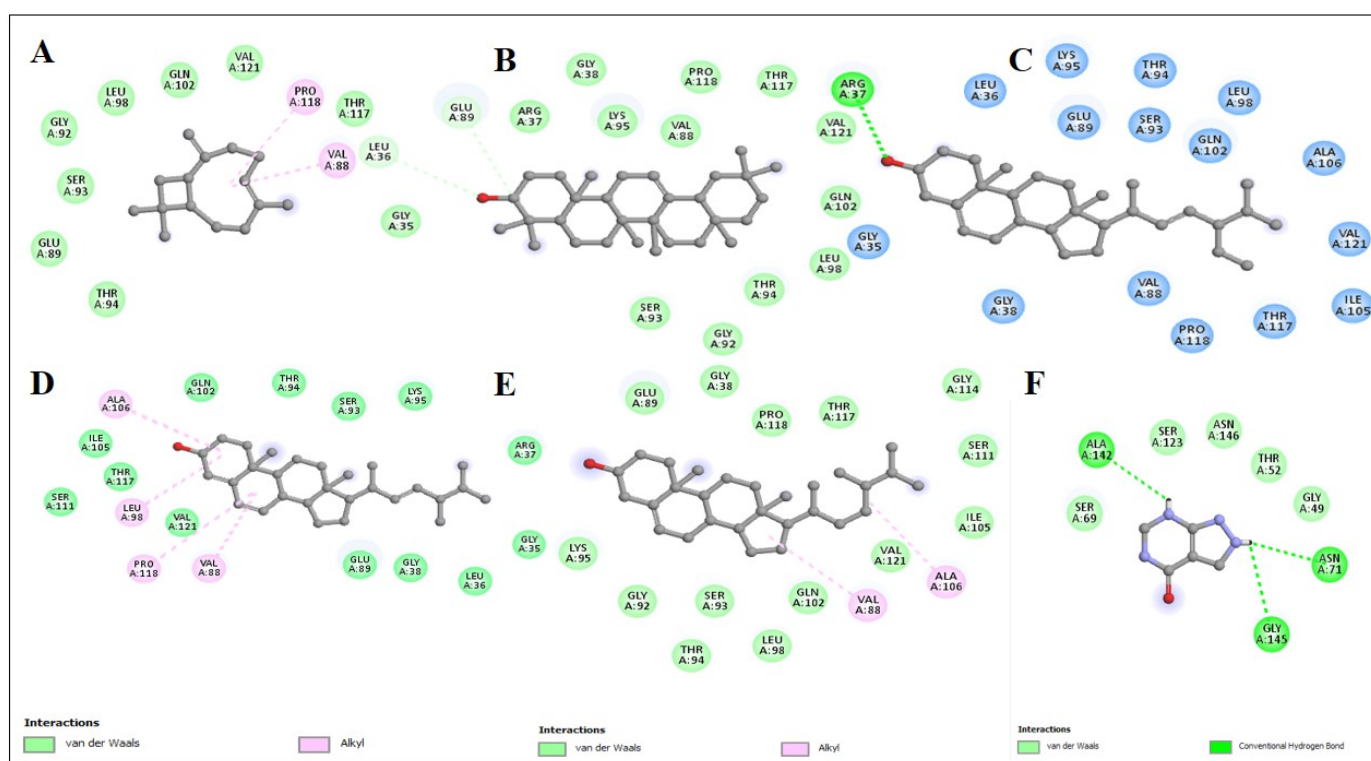 A
VAL
A:121
GLN
A:102
LEU
A:98
PRO
A:118
THR
A:117
GLY
A:92
VAL
A:88
LEU
A:36
SER
A:93
GLY
A:35
GLU
A:89
THR
A:94
B
GLY
A:38
PRO
A:118
THR
A:117
GLU
A:89
ARG
A:37
LYS
A:95
VAL
A:88
VAL
A:121
GLN
A:102
LEU
A:98
THR
A:94
SER
A:93
GLY
A:92
C
ARG
A:37
LEU
A:36
LYS
A:95
THR
A:94
LEU
A:98
GLU
A:89
SER
A:93
GLN
A:102
ALA
A:106
GLY
A:35
VAL
A:121
GLY
A:38
VAL
A:88
PRO
A:118
THR
A:117
ILE
A:105
D
ALA
A:106
GLN
A:102
THR
A:94
SER
A:93
LYS
A:95
ILE
A:105
THR
A:117
SER
A:111
LEU
A:98
VAL
A:121
PRO
A:118
VAL
A:88
GLU
A:89
GLY
A:38
LEU
A:36
ARG
A:37
GLY
A:35
E
GLU
A:89
GLY
A:38
PRO
A:118
THR
A:117
GLY
A:114
SER
A:111
ILE
A:105
LYS
A:95
VAL
A:121
ALA
A:106
GLY
A:92
SER
A:93
GLN
A:102
VAL
A:88
THR
A:94
LEU
A:98
F
ALA
A:142
SER
A:123
ASN
A:146
THR
A:52
GLY
A:49
SER
A:69
ASN
A:71
GLY
A:145
Interactions
van der Waals
Alkyl
Interactions
van der Waals
Alkyl
Interactions
van der Waals
Conventional Hydrogen Bond